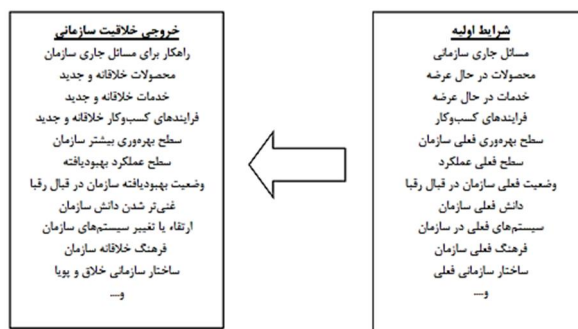 شرایط اولیه
مسائل جاری سازمانی
محصولات در حال عرضه
خدمات در حال عرضه
فرایندهای کسب‌وکار
سطح بهره‌وری فعلی سازمان
سطح فعلی عملکرد
وضعیت فعلی سازمان در قبال رقبا
دانش فعلی سازمان
سیستم‌های فعلی در سازمان
فرهنگ فعلی سازمان
ساختار سازمانی فعلی
و...
خروجی خلاقیت سازمانی
راهکار برای مسائل جاری سازمان
محصولات خلاقانه و جدید
خدمات خلاقانه و جدید
فرایندهای کسب‌وکار خلاقانه و جدید
سطح بهره‌وری بیشتر سازمان
سطح عملکرد بهبودیافته
وضعیت بهبودیافته سازمان در قبال رقبا
غنی‌تر شدن دانش سازمان
ارتقاء یا تغییر سیستم‌های سازمان
فرهنگ خلاقانه سازمان
ساختار سازمانی خلاق و پویا
و...